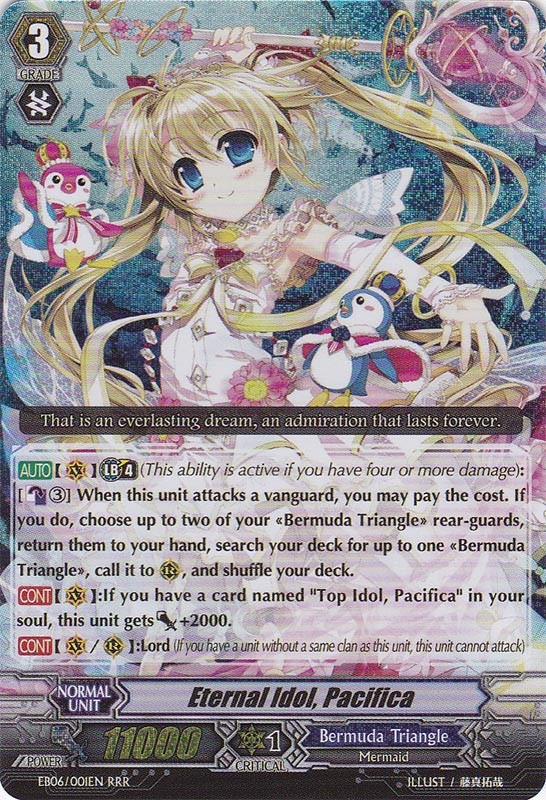 3
GRADE
That is an everlasting dream, an admiration that lasts forever.
AUTO【 】LB 4 (This ability is active if you have four or more damage):
[ ③] When this unit attacks a vanguard, you may pay the cost. If
you do, choose up to two of your «Bermuda Triangle» rear-guards,
return them to your hand, search your deck for up to one «Bermuda
Triangle», call it to , and shuffle your deck.
CONT【 】:If you have a card named "Top Idol, Pacifica" in your
soul, this unit gets +2000.
CONT【 / 】:Lord (If you have a unit without a same clan as this unit, this unit cannot attack)
NORMAL
UNIT
Eternal Idol, Pacifica
POWER
11000
1
CRITICAL
Bermuda Triangle
Mermaid
EB06/001EN RRR
ILLUST / 藤真拓哉